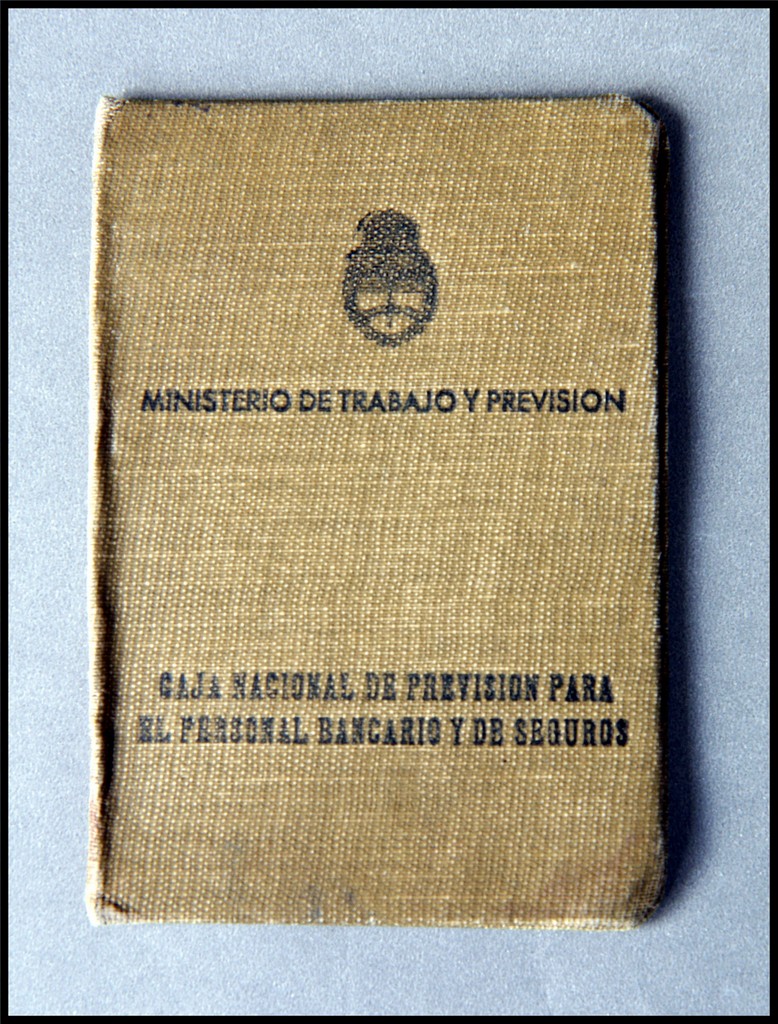 MINISTERIO DE TRABAJO Y PREVISION
CAJA NACIONAL DE PREVISION PARA
EL PERSONAL BANCARIO Y DE SEGUROS